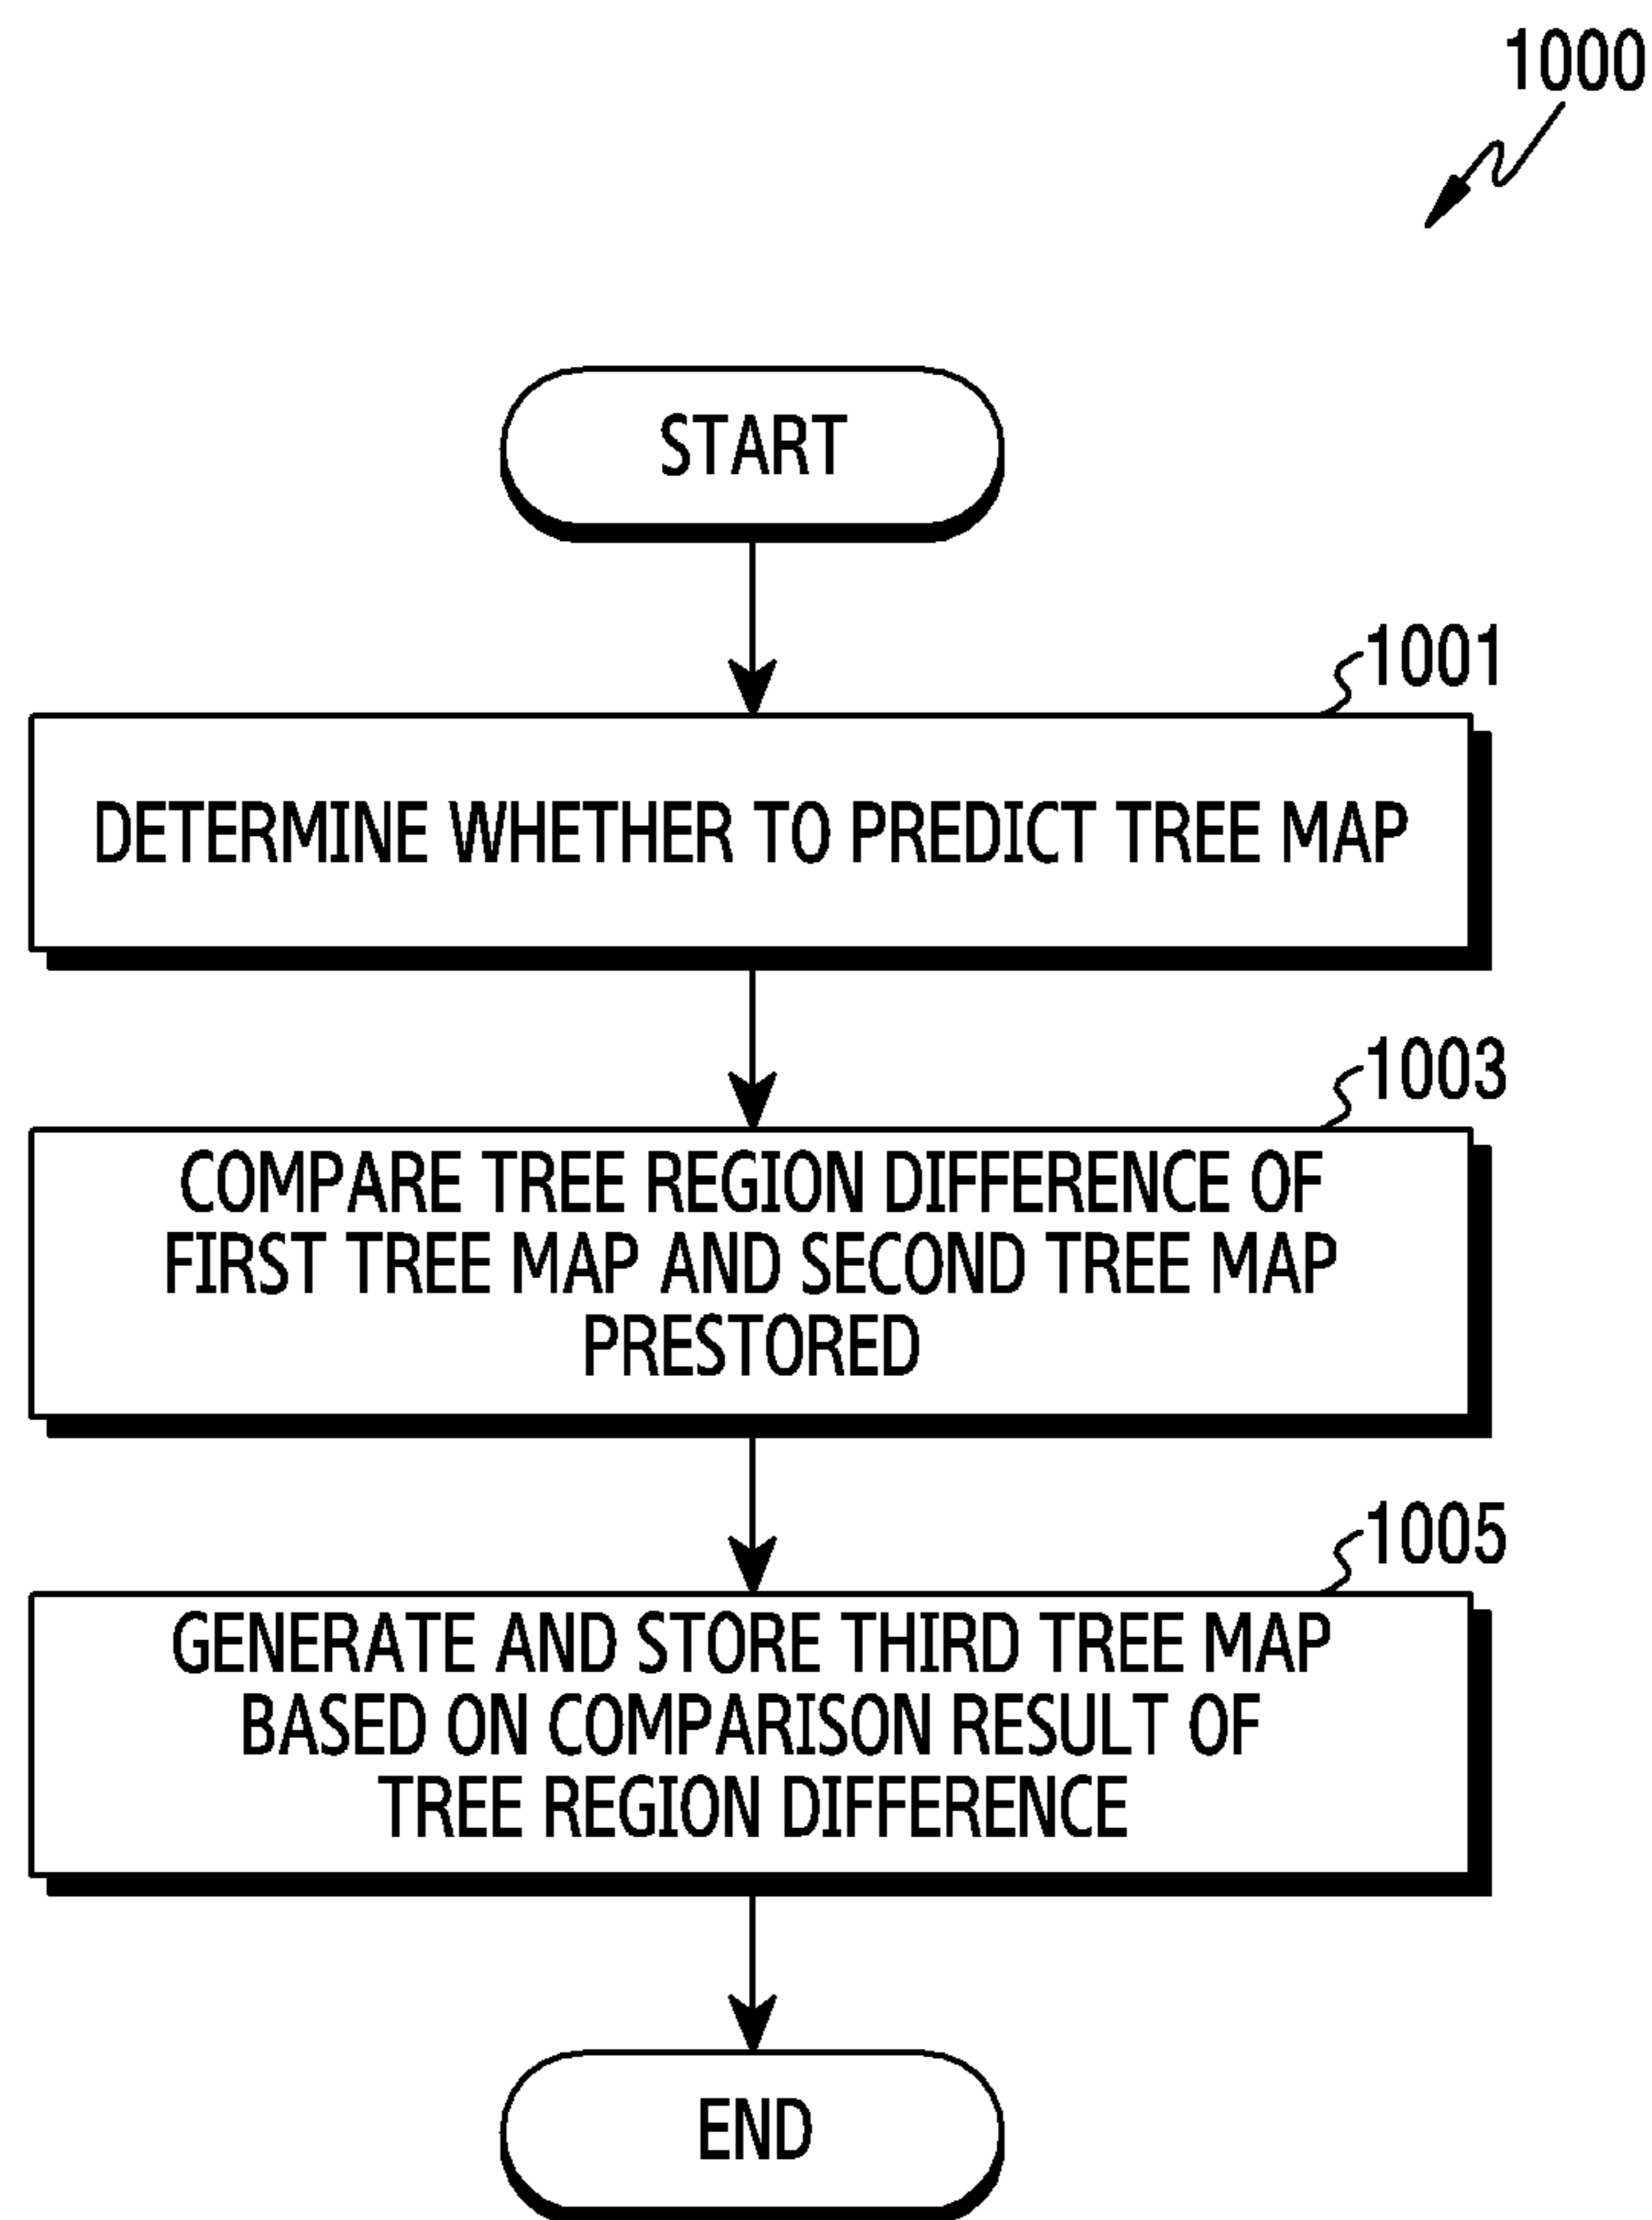 1000
START
1001
DETERMINE WHETHER TO PREDICT TREE MAP
1003
COMPARE TREE REGION DIFFERENCE OF
FIRST TREE MAP AND SECOND TREE MAP
PRESTORED
1005
GENERATE AND STORE THIRD TREE MAP
BASED ON COMPARISON RESULT OF
TREE REGION DIFFERENCE
END